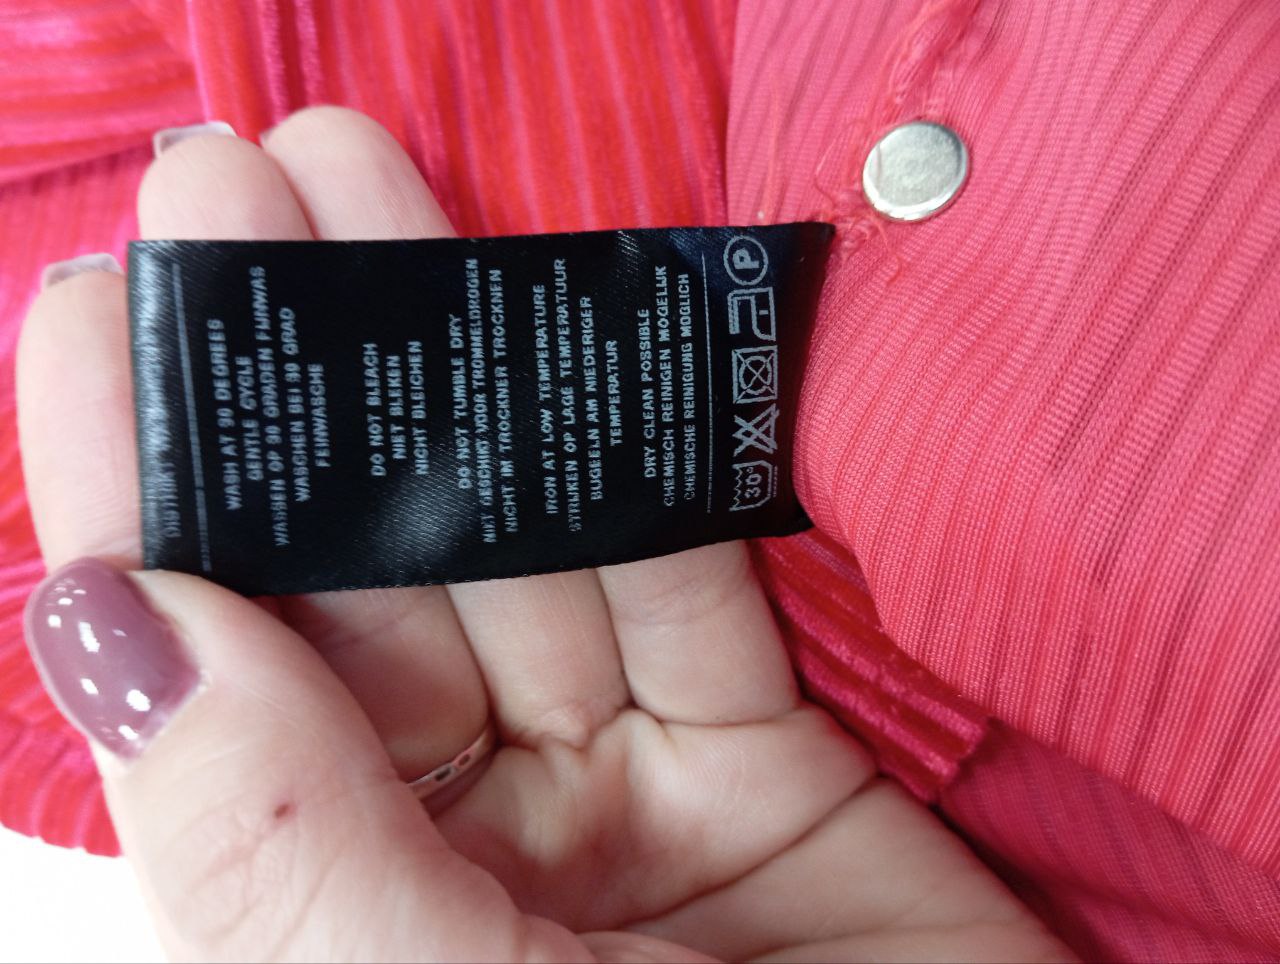 WASH AT 30 DEGREES
GENTLE CYCLE
WASSEN OP 30 GRADEN FIJNWAS
WASCHEN BEI 30 GRAD
FEINWASCHE
DO NOT BLEACH
NIET BLEKEN
NICHT BLEICHEN
DO NOT TUMBLE DRY
NIET GESCHIKT VOOR TROMMELDROGEN
NICHT IM TROCKNER TROCKNEN
IRON AT LOW TEMPERATURE
STRIJKEN OP LAGE TEMPERATUUR
BUGEELN AM NIEDERIGER
TEMPERATUR
DRY CLEAN POSSIBLE
CHEMISCH REINIGEN MOGELIJK
CHEMISCHE REINIGUNG MOGLICH
30° P